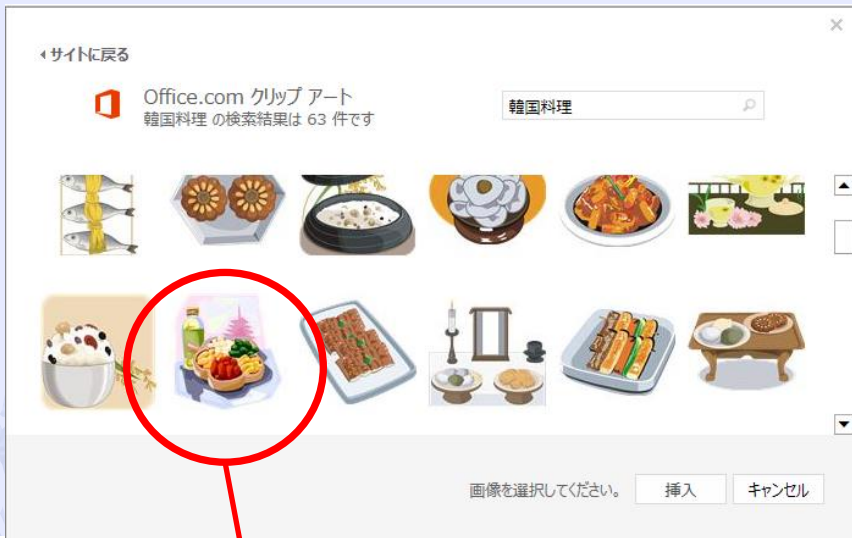 サイトに戻る
Office.com クリップ アート
韓国料理 の検索結果は 63 件です
韓国料理
画像を選択してください。
挿入
キャンセル